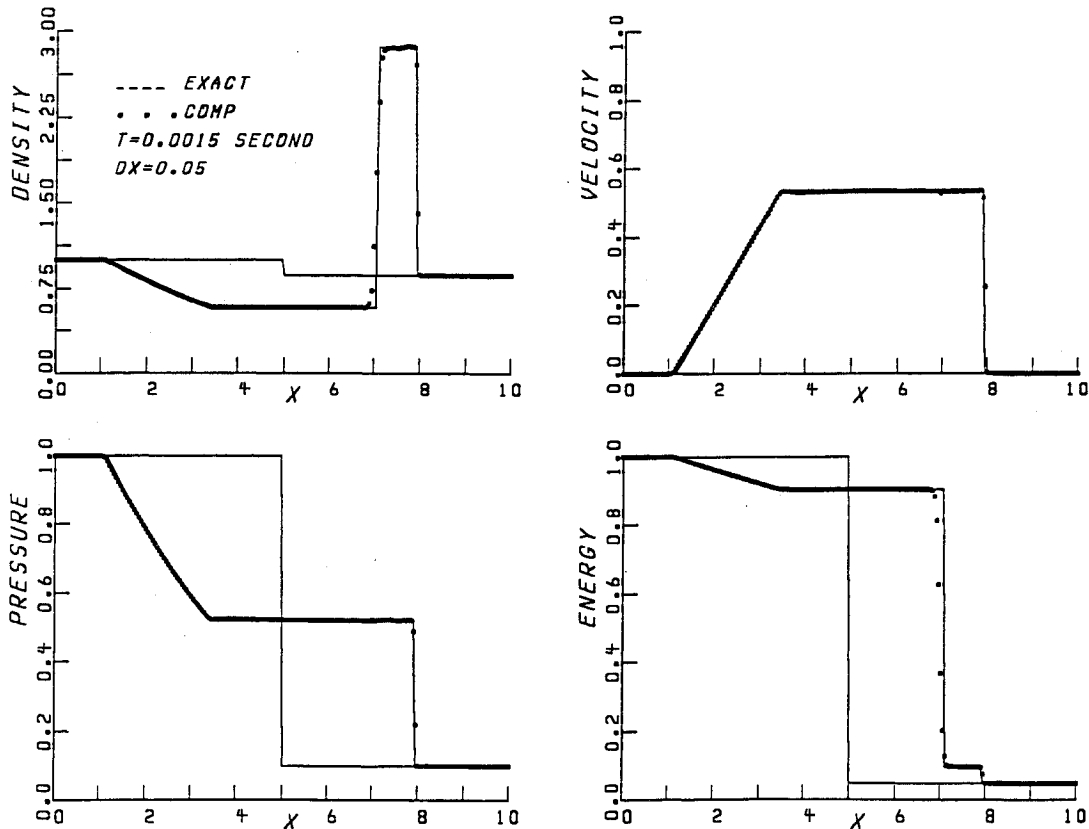 DENSITY
3.00
2.25
1.50
0.75
0.00
---- EXACT
• • • COMP
T=0.0015 SECOND
DX=0.05
0 2 4 6 8 10
X
VELOCITY
1.0
0.8
0.6
0.4
0.2
0.0
0 2 4 6 8 10
X
PRESSURE
1.0
0.8
0.6
0.4
0.2
.0
0 2 4 6 8 10
X
ENERGY
1.0
0.8
0.6
0.4
0.2
.0
0 2 4 6 8 10
X